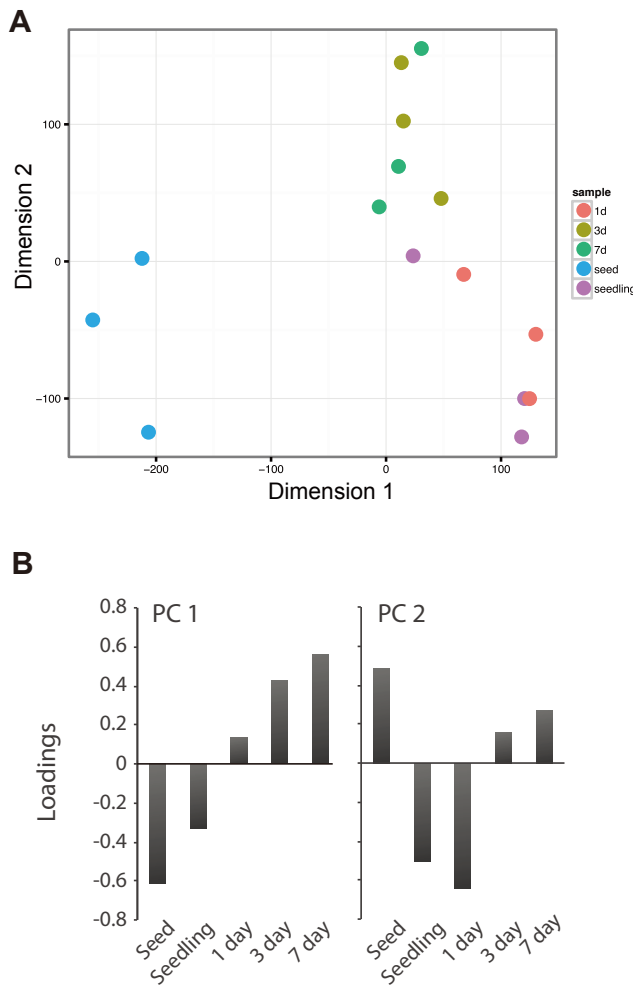 A
Dimension 2
100
0
−100
−200
−100
0
100
Dimension 1
sample
1d
3d
7d
seed
seedling
B
Loadings
0.8
0.6
0.4
0.2
0
-0.2
-0.4
-0.6
-0.8
PC 1
PC 2
Seed
Seedling
1 day
3 day
7 day
Seed
Seedling
1 day
3 day
7 day